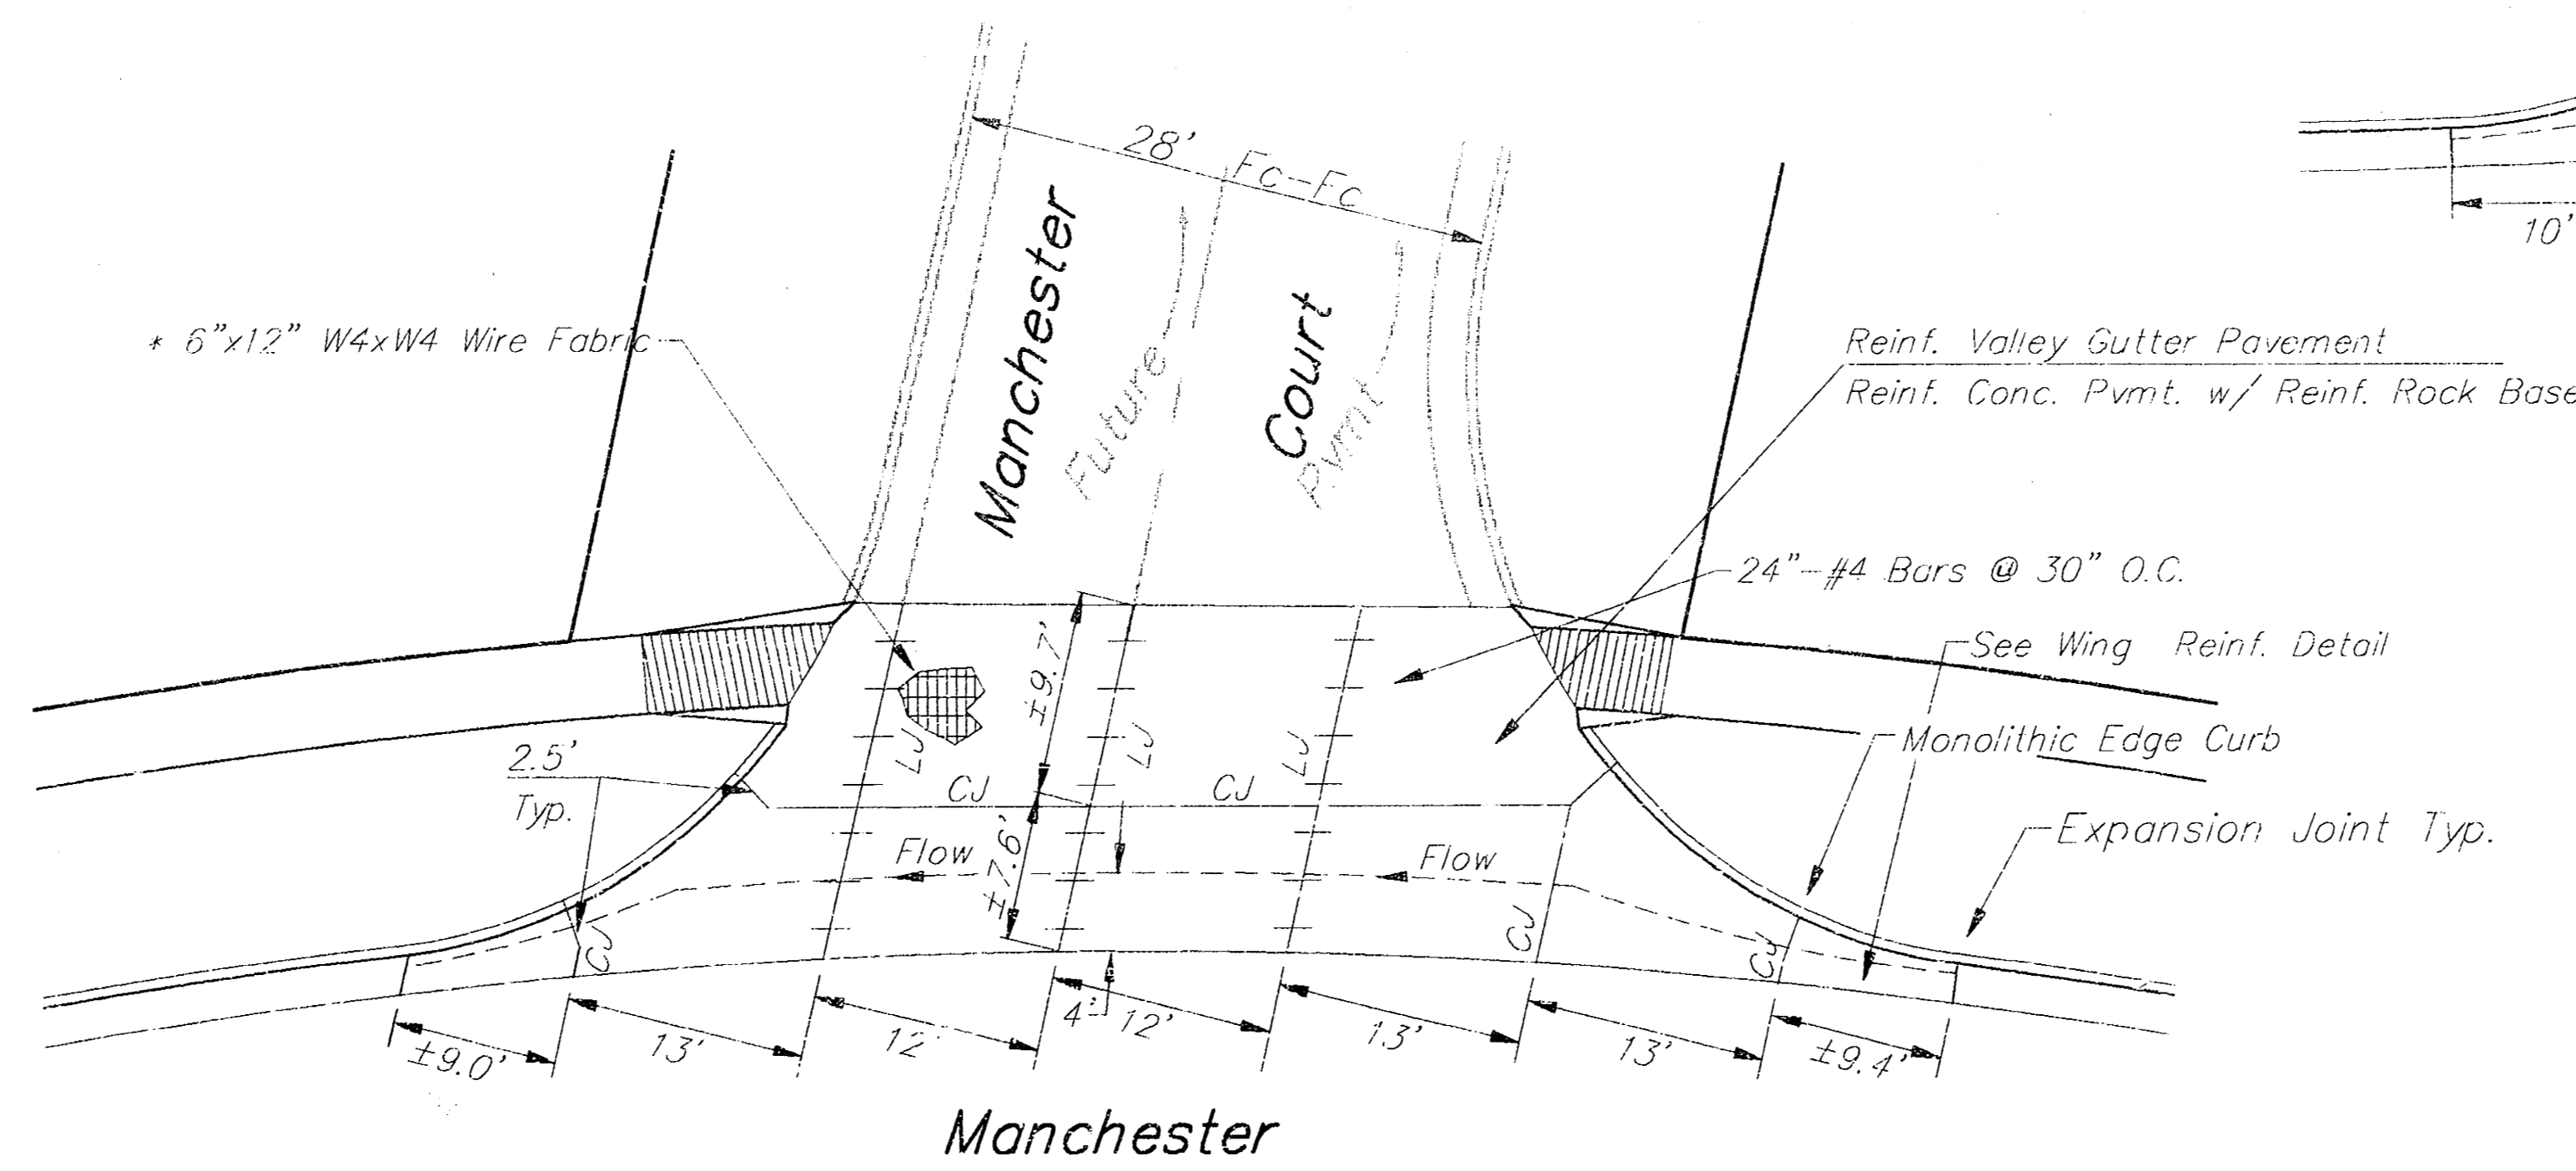 28' Fc-Fc
10'
Manchester
Court
Future
Pvmt
* 6"x12" W4xW4 Wire Fabric
Reinf. Valley Gutter Pavement
Reinf. Conc. Pvmt. w/ Reinf. Rock Base
24"-#4 Bars @ 30" O.C.
See Wing Reinf. Detail
Monolithic Edge Curb
Expansion Joint Typ.
2.5'
Typ.
±9.7'
LJ
LJ
LJ
CJ
CJ
±7.6'
Flow
Flow
CJ
CJ
CJ
±9.0'
13'
12'
4'
12'
13'
13'
±9.4'
Manchester